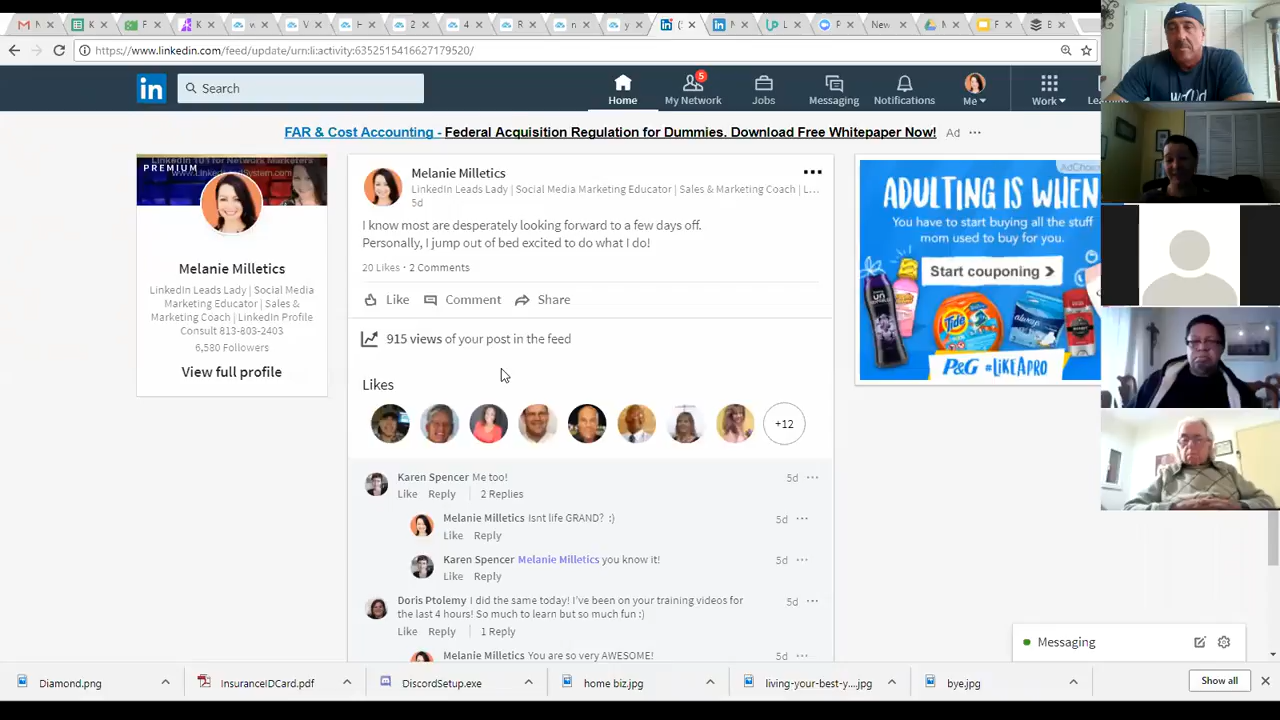 https://www.linkedin.com/feed/update/urn:li:activity:6352515416627179520/
in
Search
5
Home
My Network
Jobs
Messaging
Notifications
Me
Work
FAR & Cost Accounting - Federal Acquisition Regulation for Dummies. Download Free Whitepaper Now! Ad
PREMIUM
LinkedIn 101 for Network Marketers
Melanie Milletics
LinkedIn Leads Lady | Social Media
Marketing Educator | Sales &
Marketing Coach | LinkedIn Profile
Consult 813-803-2403
6,580 Followers
View full profile
Melanie Milletics
LinkedIn Leads Lady | Social Media Marketing Educator | Sales & Marketing Coach | L...
5d
I know most are desperately looking forward to a few days off.
Personally, I jump out of bed excited to do what I do!
20 Likes · 2 Comments
Like Comment Share
915 views of your post in the feed
Likes
+12
Karen Spencer Me too! 5d
Like Reply 2 Replies
Melanie Milletics Isnt life GRAND? :) 5d
Like Reply
Karen Spencer Melanie Milletics you know it! 5d
Like Reply
Doris Ptolemy I did the same today! I've been on your training videos for 5d
the last 4 hours! So much to learn but so much fun :)
Like Reply 1 Reply
Melanie Milletics You are so very AWESOME! 5d
ADULTING IS WHEN
You have to start buying all the stuff
mom used to buy for you.
Start couponing
Tide
always
P&G #LIKEAPRO
Messaging
Diamond.png
InsuranceIDCard.pdf
DiscordSetup.exe
home biz.jpg
living-your-best-y....jpg
bye.jpg
Show all